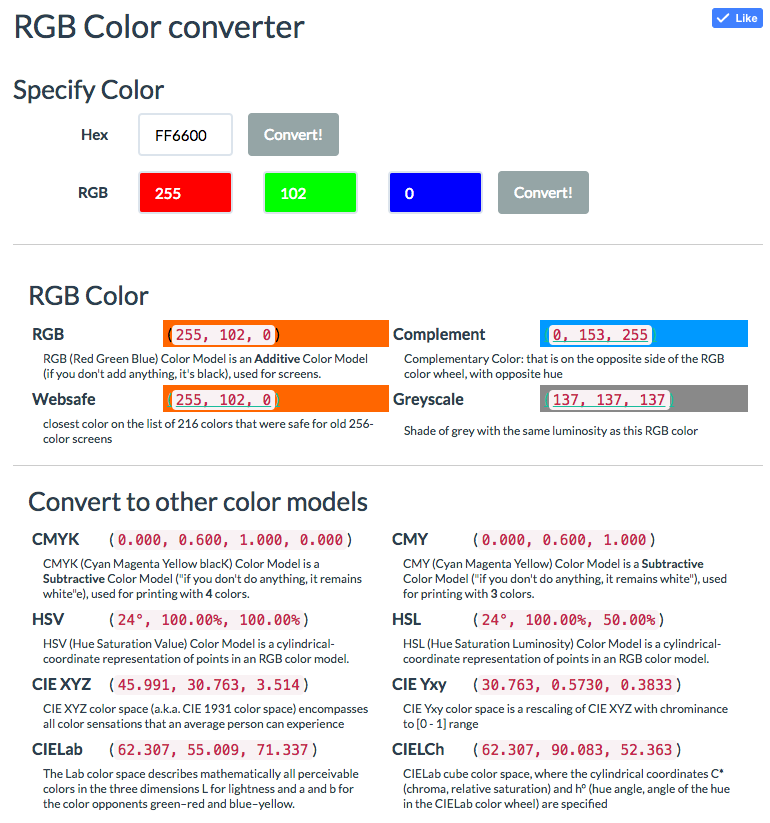 RGB Color converter
Like
Specify Color
Hex FF6600 Convert!
RGB 255 102 0 Convert!
RGB Color
RGB (255, 102, 0) Complement 0, 153, 255
RGB (Red Green Blue) Color Model is an Additive Color Model
(if you don't add anything, it's black), used for screens.
Complementary Color: that is on the opposite side of the RGB
color wheel, with opposite hue
Websafe (255, 102, 0) Greyscale (137, 137, 137)
closest color on the list of 216 colors that were safe for old 256-
color screens
Shade of grey with the same luminosity as this RGB color
Convert to other color models
CMYK (0.000, 0.600, 1.000, 0.000)
CMYK (Cyan Magenta Yellow blacK) Color Model is a
Subtractive Color Model ("if you don't do anything, it remains
white"e), used for printing with 4 colors.
CMY (0.000, 0.600, 1.000)
CMY (Cyan Magenta Yellow) Color Model is a Subtractive
Color Model ("if you don't do anything, it remains white"), used
for printing with 3 colors.
HSV (24°, 100.00%, 100.00%)
HSV (Hue Saturation Value) Color Model is a cylindrical-
coordinate representation of points in an RGB color model.
HSL (24°, 100.00%, 50.00%)
HSL (Hue Saturation Luminosity) Color Model is a cylindrical-
coordinate representation of points in an RGB color model.
CIE XYZ (45.991, 30.763, 3.514)
CIE XYZ color space (a.k.a. CIE 1931 color space) encompasses
all color sensations that an average person can experience
CIE Yxy (30.763, 0.5730, 0.3833)
CIE Yxy color space is a rescaling of CIE XYZ with chrominance
to [0 - 1] range
CIELab (62.307, 55.009, 71.337)
The Lab color space describes mathematically all perceivable
colors in the three dimensions L for lightness and a and b for
the color opponents green–red and blue–yellow.
CIELCh (62.307, 90.083, 52.363)
CIELab cube color space, where the cylindrical coordinates C*
(chroma, relative saturation) and h° (hue angle, angle of the hue
in the CIELab color wheel) are specified